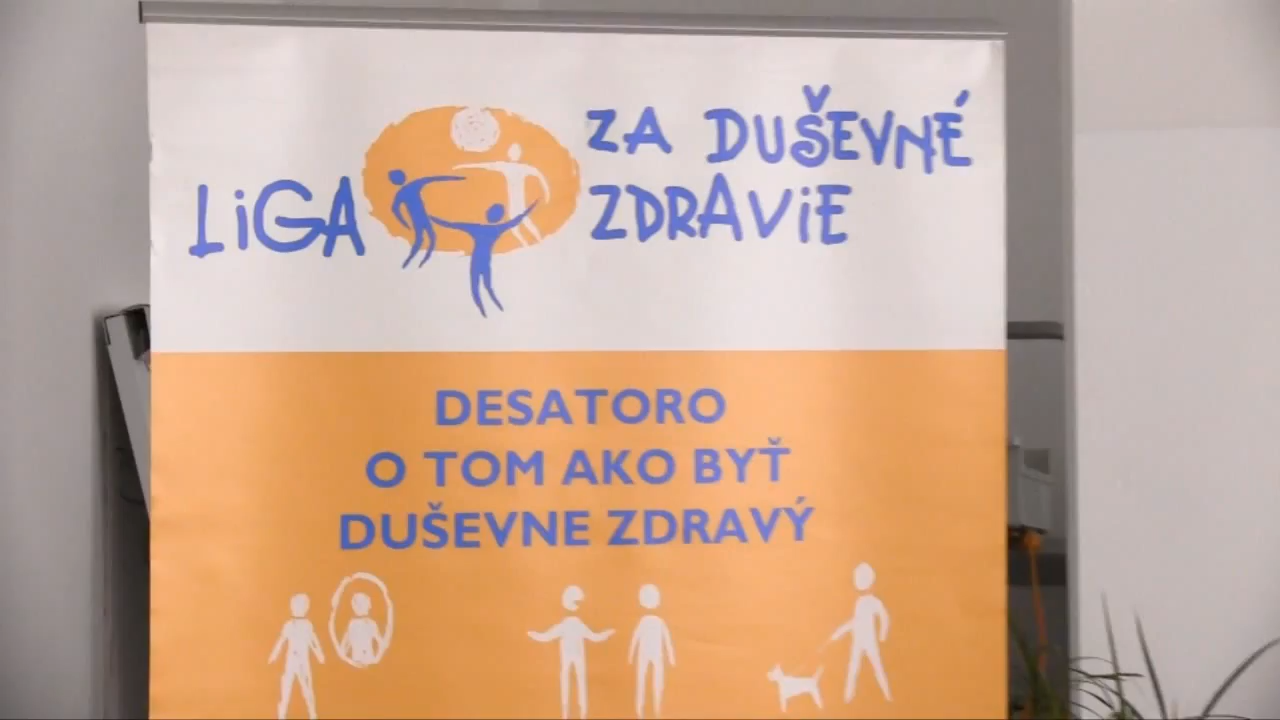 LiGA
ZA DUŠEVNÉ
ZDRAViE
DESATORO
O TOM AKO BYŤ
DUŠEVNE ZDRAVÝ